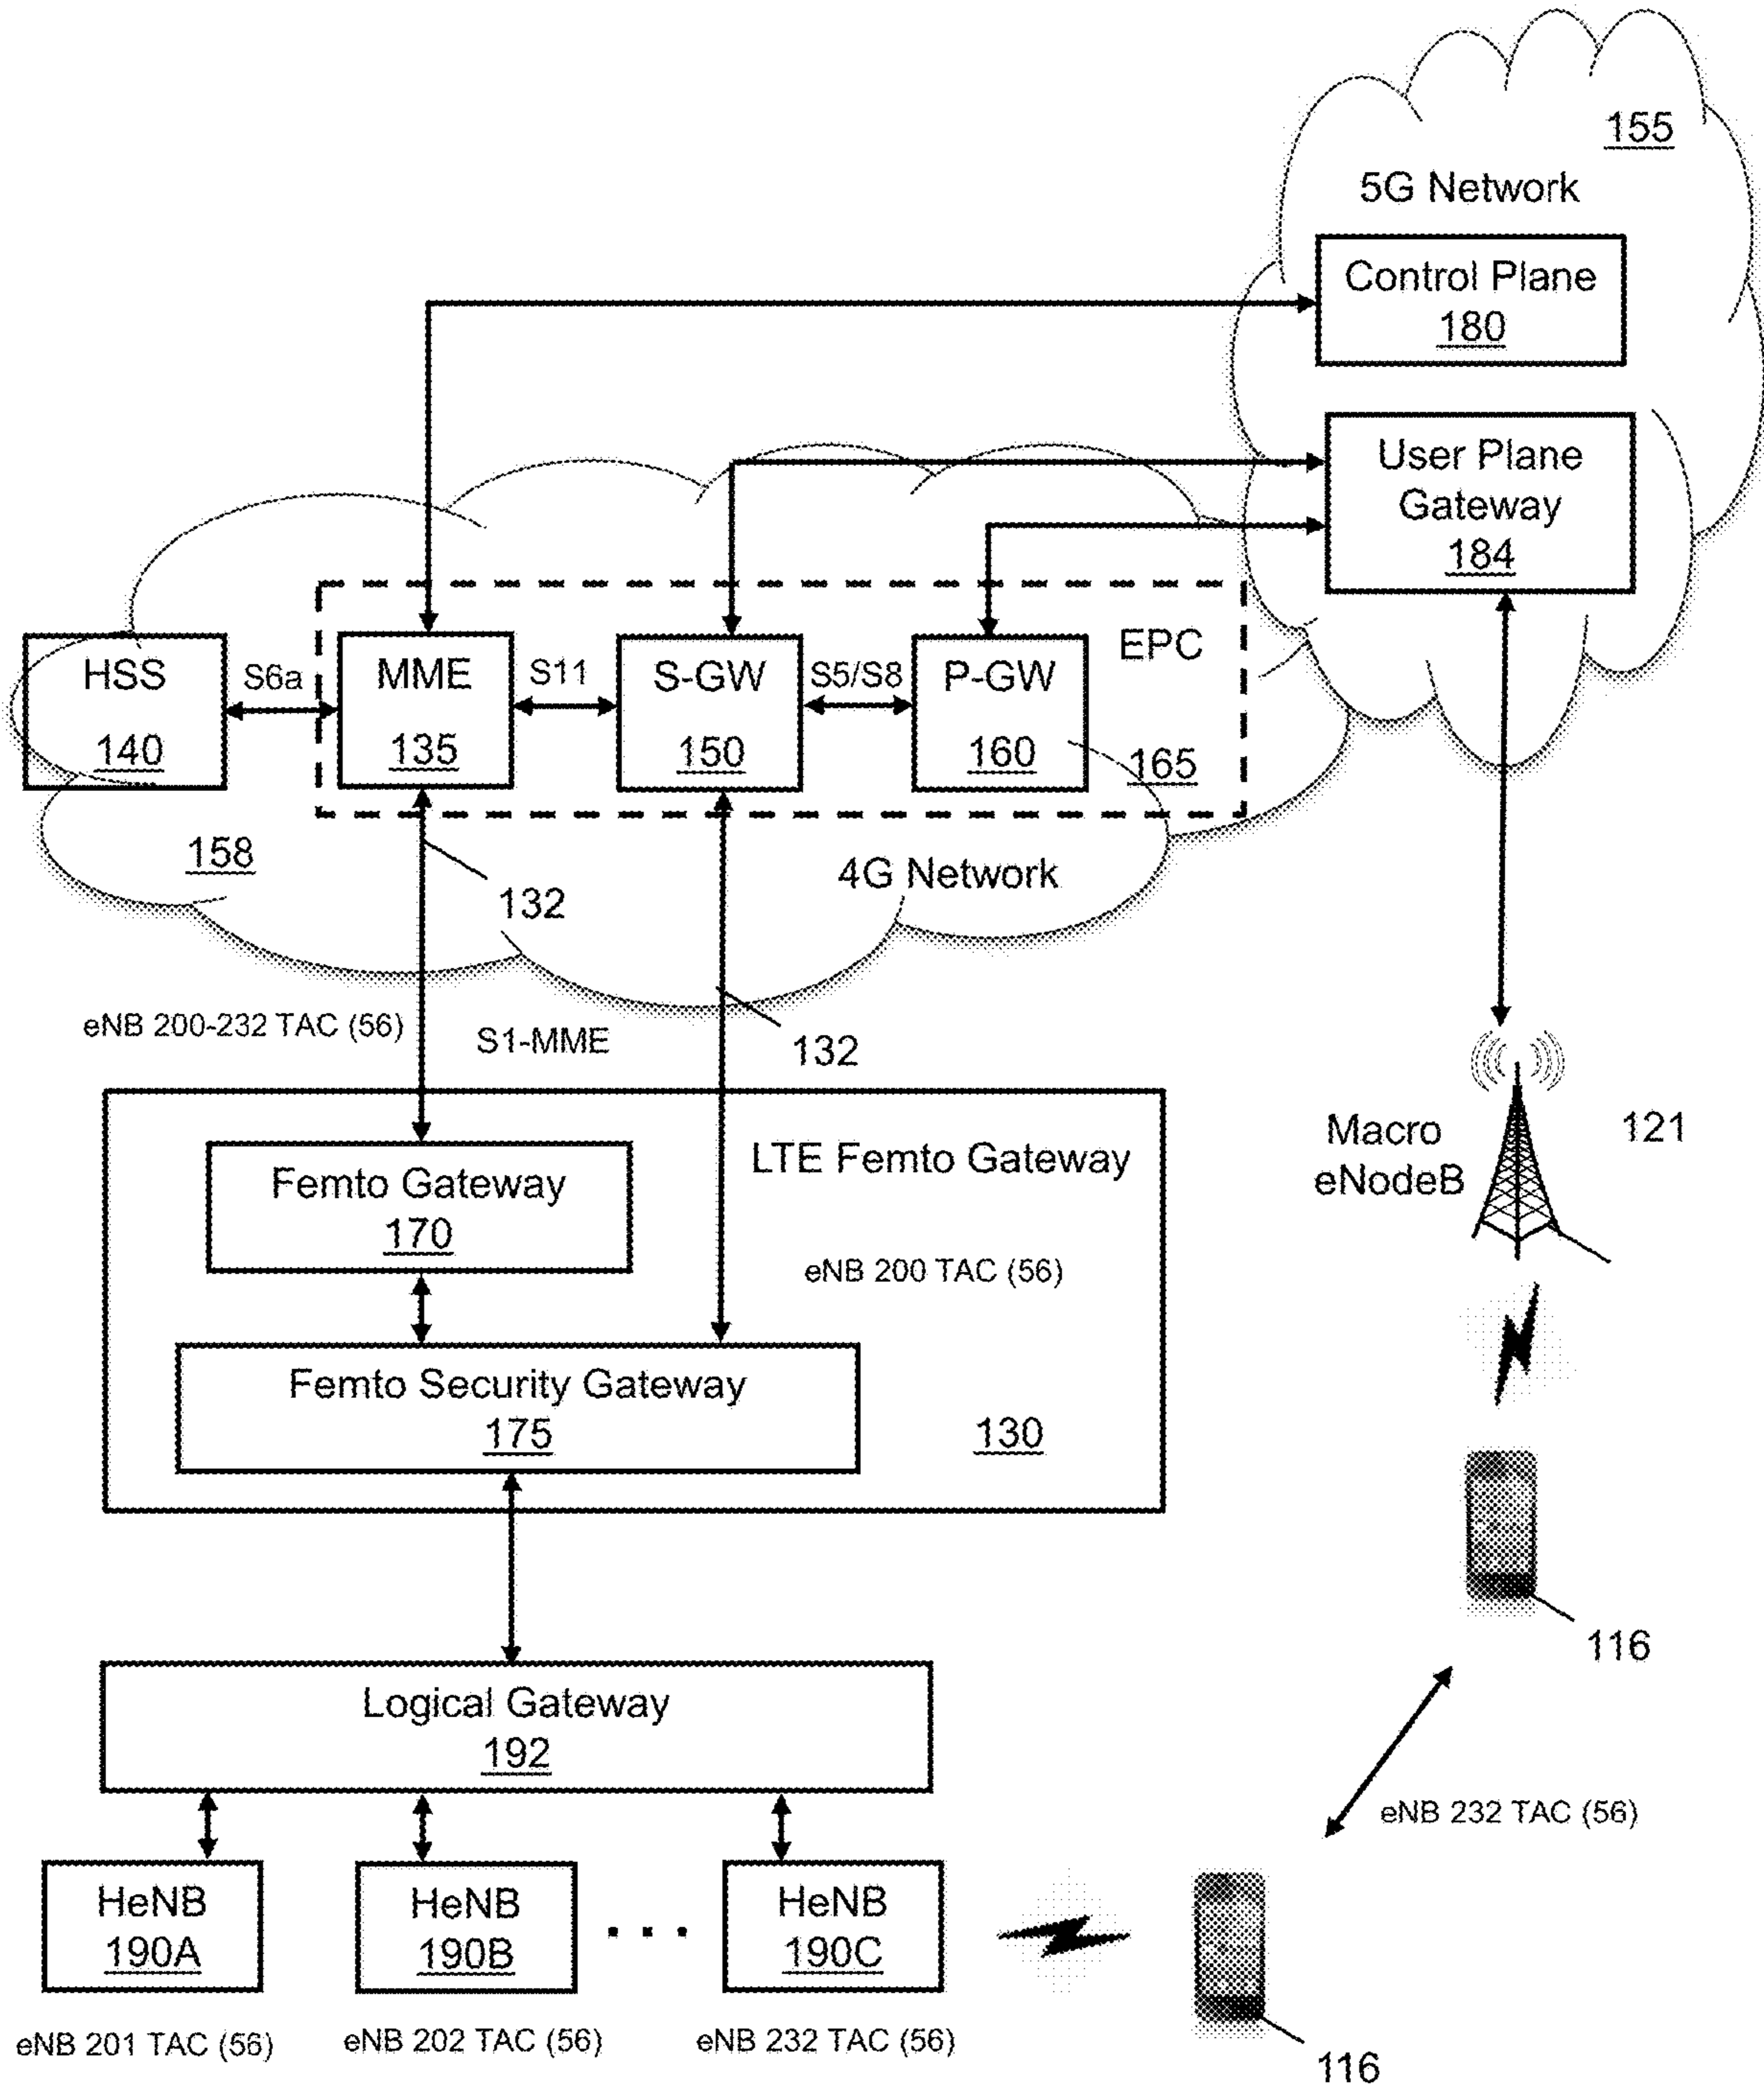 155
5G Network
Control Plane
180
User Plane
Gateway
184
EPC
HSS
140
S6a
MME
135
S11
S-GW
150
S5/S8
P-GW
160
165
158
4G Network
132
eNB 200-232 TAC (56)
S1-MME
132
LTE Femto Gateway
Femto Gateway
170
eNB 200 TAC (56)
Femto Security Gateway
175
130
Macro
eNodeB
121
116
Logical Gateway
192
eNB 232 TAC (56)
HeNB
190A
HeNB
190B
. . .
HeNB
190C
eNB 201 TAC (56)
eNB 202 TAC (56)
eNB 232 TAC (56)
116